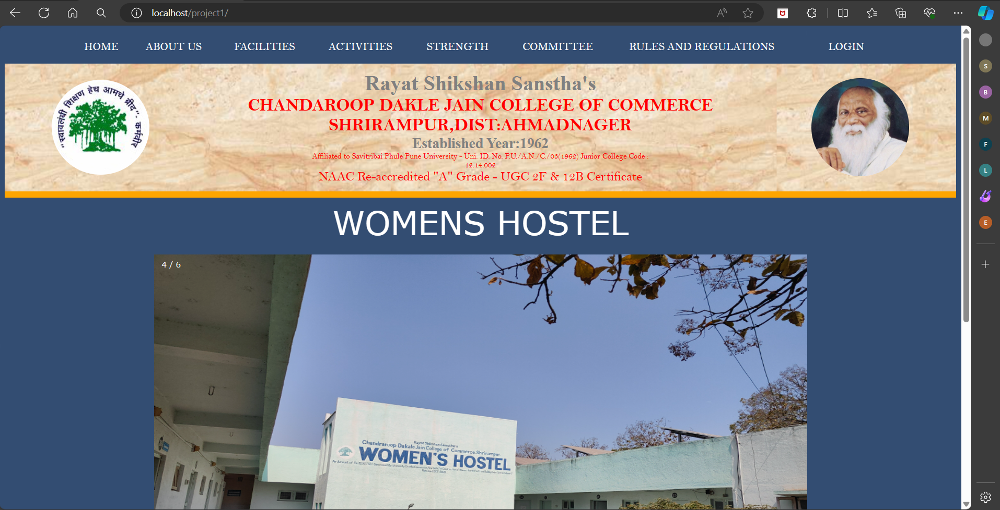 localhost/project1/
HOME ABOUT US FACILITIES ACTIVITIES STRENGTH COMMITTEE RULES AND REGULATIONS LOGIN
"स्वावलंबी शिक्षण हेच आमचे ब्रीद". कर्मवीर
Rayat Shikshan Sanstha's
CHANDAROOP DAKLE JAIN COLLEGE OF COMMERCE
SHRIRAMPUR,DIST:AHMADNAGER
Established Year:1962
Affiliated to Savitribai Phule Pune University - Uni. ID. No. P.U./A.N./C./05(1962) Junior College Code :
12.14.002
NAAC Re-accredited "A" Grade - UGC 2F & 12B Certificate
WOMENS HOSTEL
4 / 6
Rayat Shikshan Sanstha's
Chandraroop Dakale Jain College of Commerce,Shrirampur.
WOMEN'S HOSTEL
An Amount of
S
B
M
F
L
E